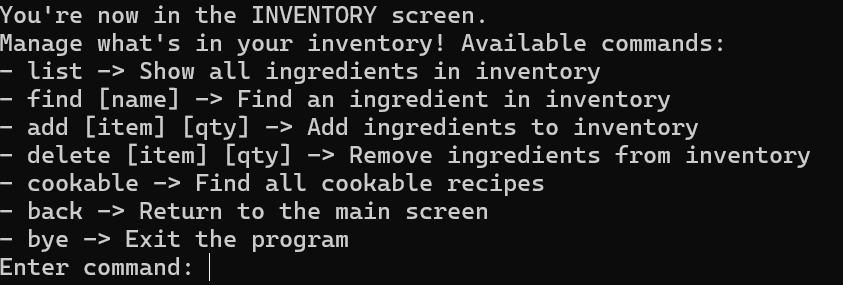 You're now in the INVENTORY screen.
Manage what's in your inventory! Available commands:
- list -> Show all ingredients in inventory
- find [name] -> Find an ingredient in inventory
- add [item] [qty] -> Add ingredients to inventory
- delete [item] [qty] -> Remove ingredients from inventory
- cookable -> Find all cookable recipes
- back -> Return to the main screen
- bye -> Exit the program
Enter command: